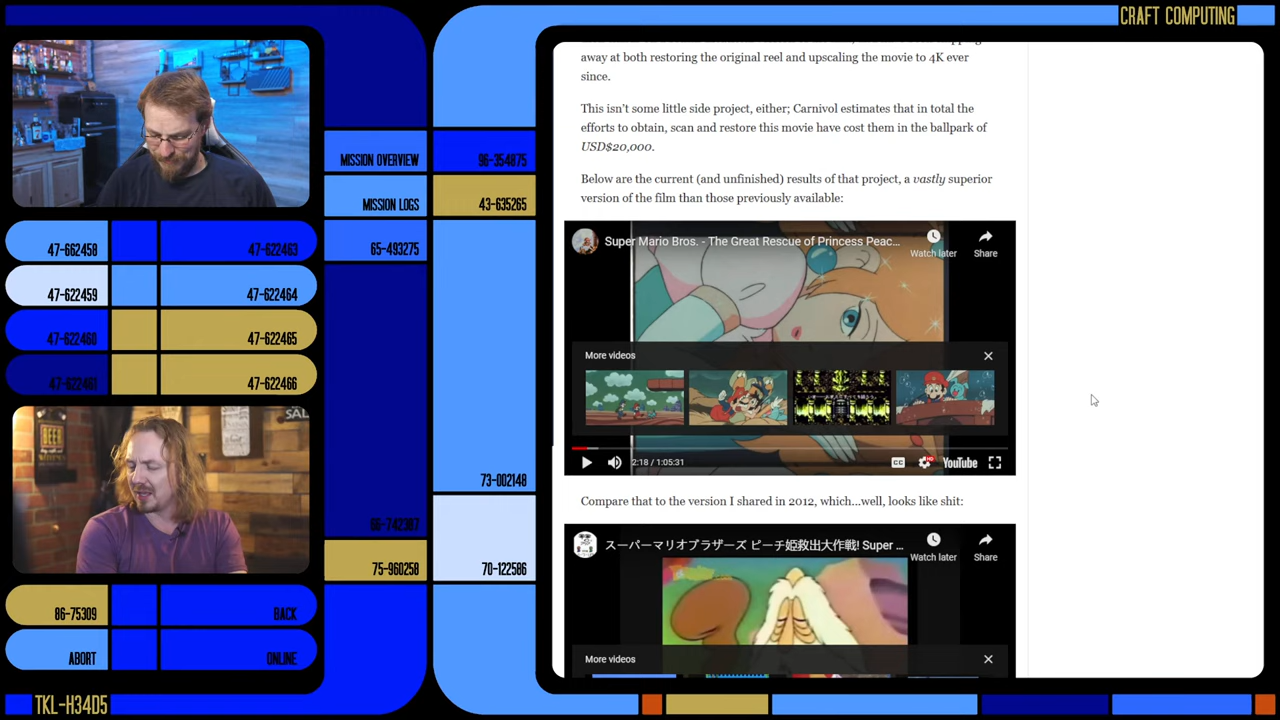 CRAFT COMPUTING
MISSION OVERVIEW
96-354875
MISSION LOGS
43-635265
47-662458
47-622463
65-493275
47-622459
47-622464
47-622460
47-622465
47-622461
47-622466
73-002148
75-960258
70-122586
86-75309
BACK
ABORT
ONLINE
TKL-H34D5
BEER
away at both restoring the original reel and upscaling the movie to 4K ever
since.
This isn't some little side project, either; Carnivol estimates that in total the
efforts to obtain, scan and restore this movie have cost them in the ballpark of
USD$20,000.
Below are the current (and unfinished) results of that project, a vastly superior
version of the film than those previously available:
Super Mario Bros. - The Great Rescue of Princess Peac...
Watch later
Share
More videos
2:18 / 1:05:31
CC
HD
YouTube
Compare that to the version I shared in 2012, which...well, looks like shit:
スーパーマリオブラザーズ ピーチ姫救出大作戦! Super ...
Watch later
Share
More videos